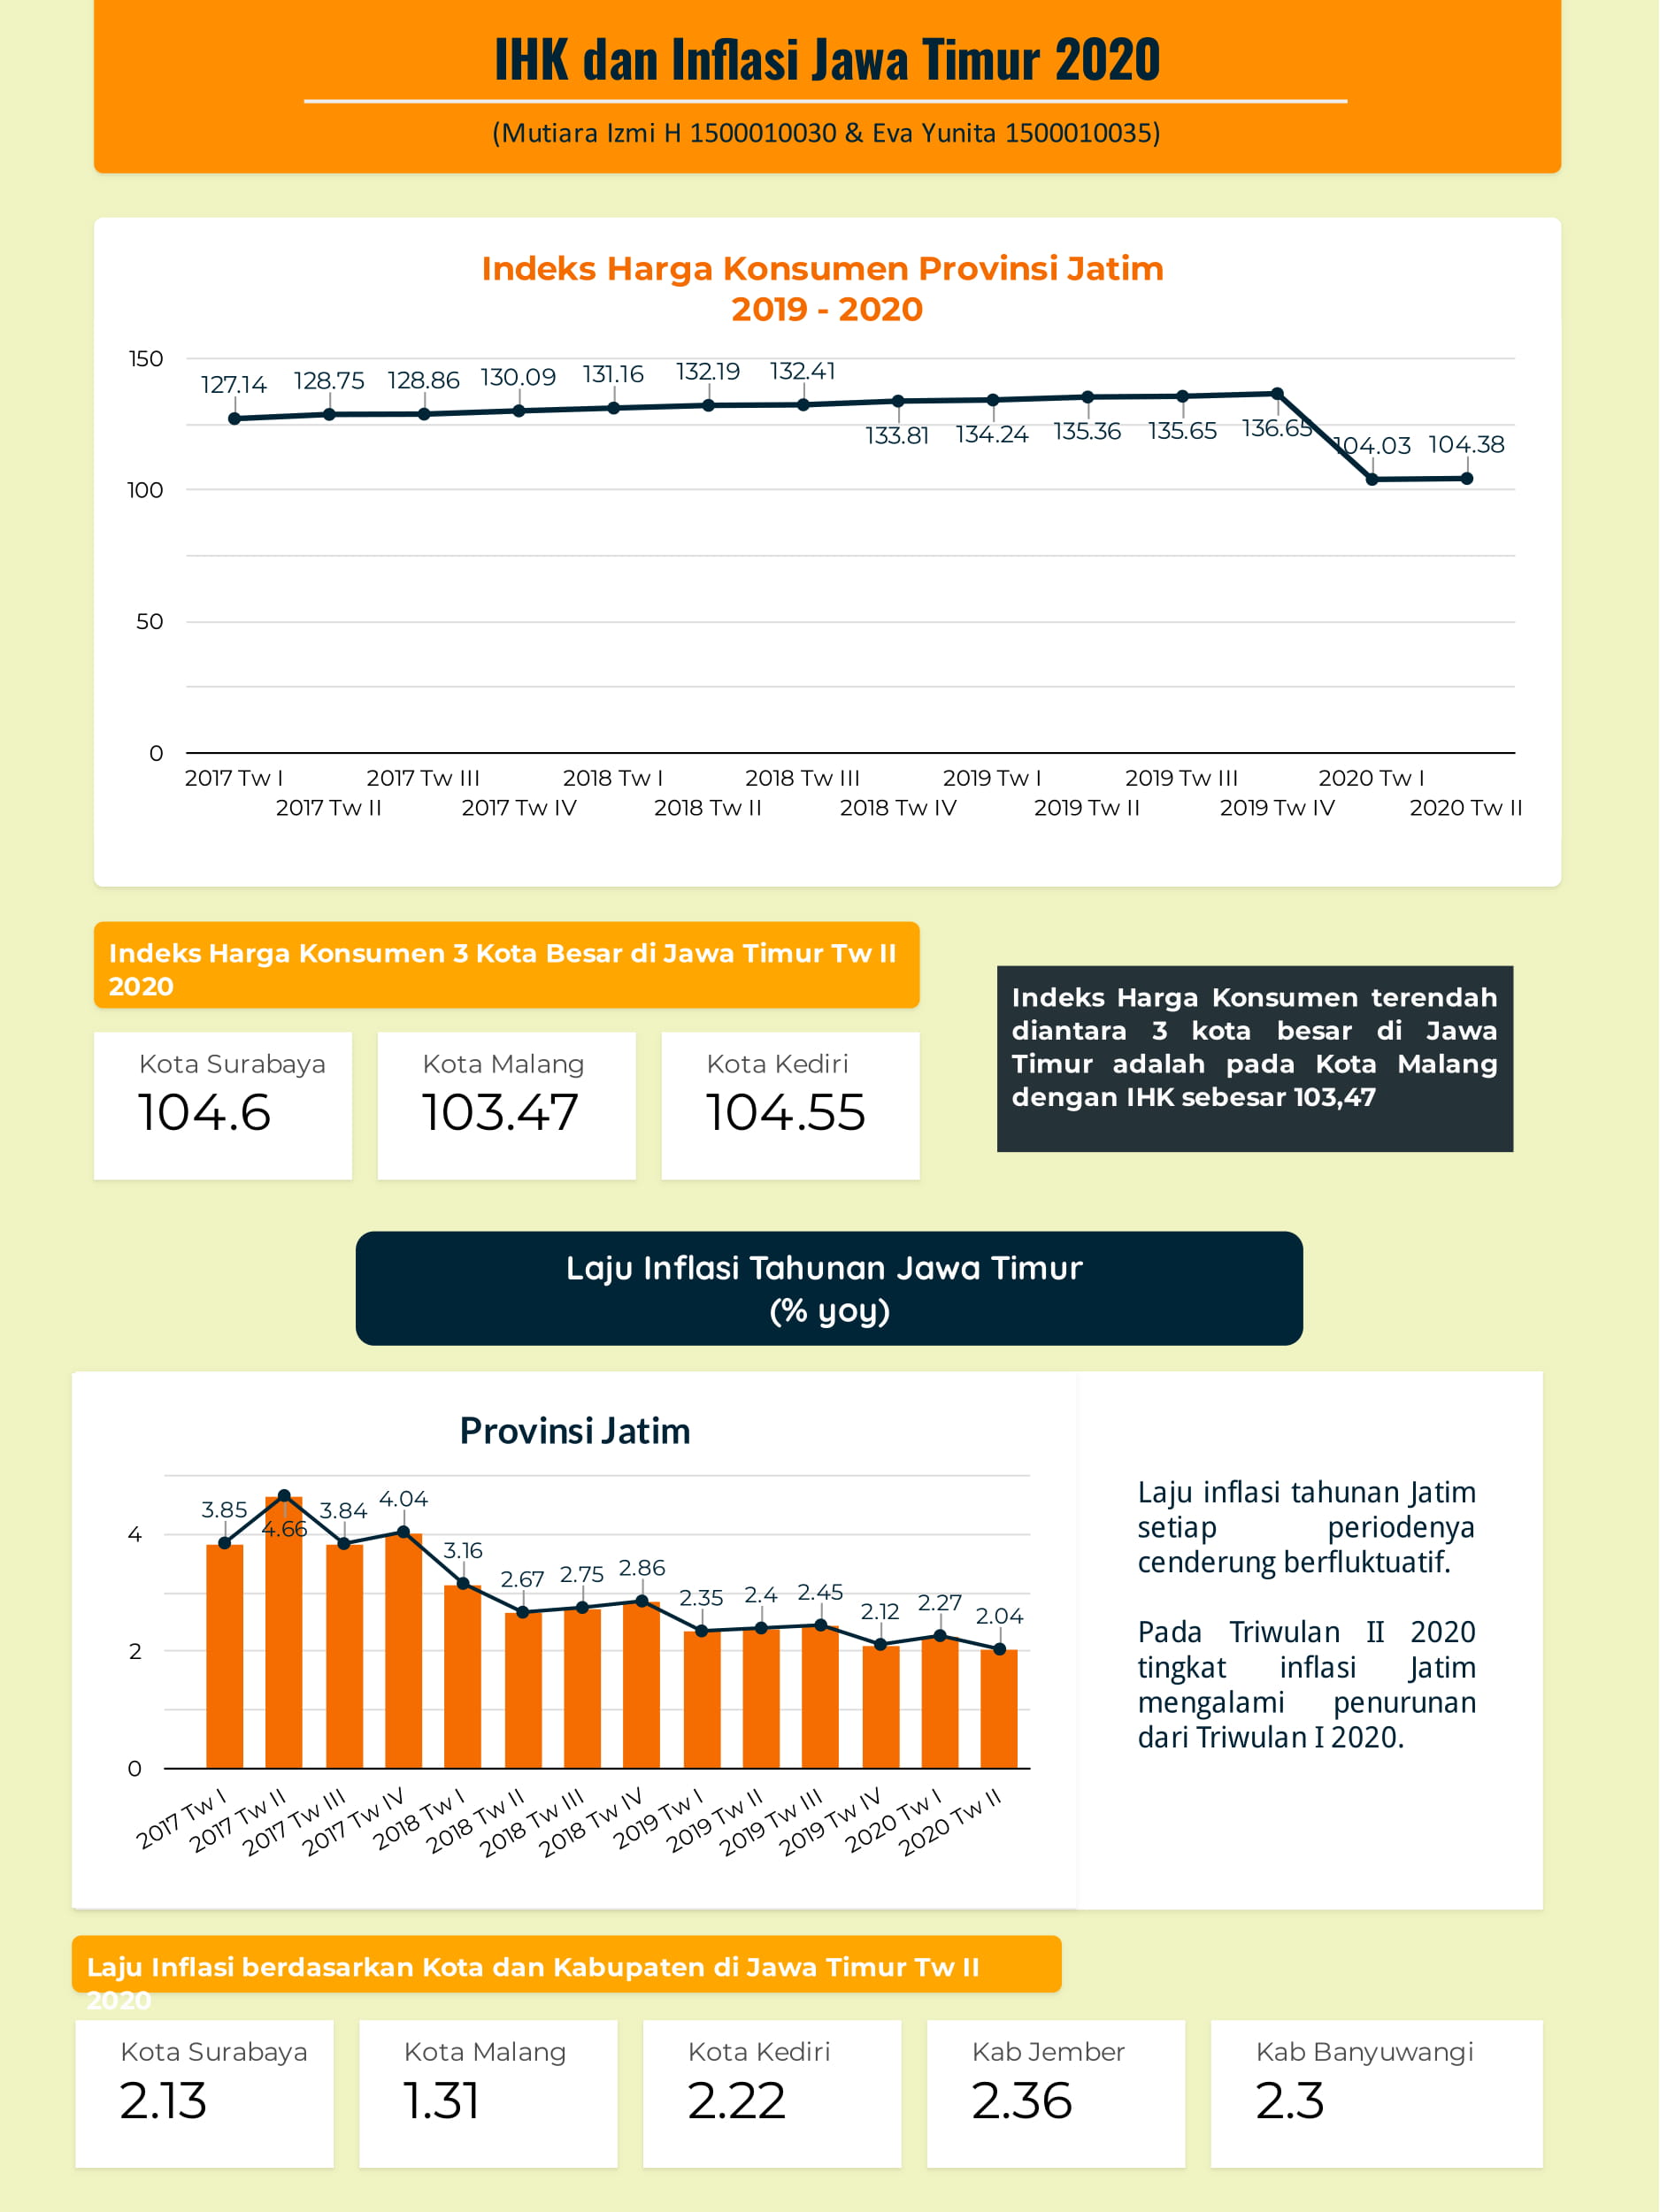 IHK dan Inflasi Jawa Timur 2020
(Mutiara Izmi H 1500010030 & Eva Yunita 1500010035)
Indeks Harga Konsumen Provinsi Jatim
2019 - 2020
150
100
50
0
127.14
128.75
128.86
130.09
131.16
132.19
132.41
133.81
134.24
135.36
135.65
136.65
104.03
104.38
2017 Tw I
2017 Tw II
2017 Tw III
2017 Tw IV
2018 Tw I
2018 Tw II
2018 Tw III
2018 Tw IV
2019 Tw I
2019 Tw II
2019 Tw III
2019 Tw IV
2020 Tw I
2020 Tw II
Indeks Harga Konsumen 3 Kota Besar di Jawa Timur Tw II
2020
Kota Surabaya
104.6
Kota Malang
103.47
Kota Kediri
104.55
Indeks Harga Konsumen terendah
diantara 3 kota besar di Jawa
Timur adalah pada Kota Malang
dengan IHK sebesar 103,47
Laju Inflasi Tahunan Jawa Timur
(% yoy)
Provinsi Jatim
4
2
0
3.85
4.66
3.84
4.04
3.16
2.67
2.75
2.86
2.35
2.4
2.45
2.12
2.27
2.04
2017 Tw I
2017 Tw II
2017 Tw III
2017 Tw IV
2018 Tw I
2018 Tw II
2018 Tw III
2018 Tw IV
2019 Tw I
2019 Tw II
2019 Tw III
2019 Tw IV
2020 Tw I
2020 Tw II
Laju inflasi tahunan Jatim
setiap periodenya
cenderung berfluktuatif.
Pada Triwulan II 2020
tingkat inflasi Jatim
mengalami penurunan
dari Triwulan I 2020.
Laju Inflasi berdasarkan Kota dan Kabupaten di Jawa Timur Tw II
2020
Kota Surabaya
2.13
Kota Malang
1.31
Kota Kediri
2.22
Kab Jember
2.36
Kab Banyuwangi
2.3